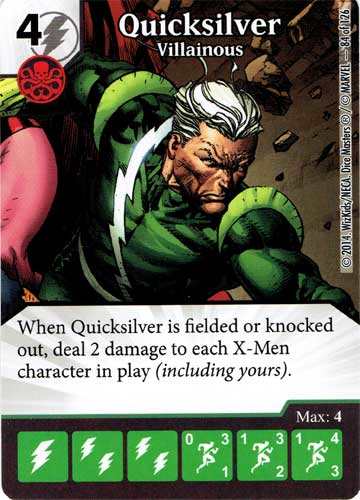 4
Quicksilver
Villainous
© 2014. WizKids/NECA. Dice Masters ® / © MARVEL — 84 of 126
When Quicksilver is fielded or knocked
out, deal 2 damage to each X-Men
character in play (including yours).
Max: 4
0 3 1
1 3 2
1 4 3